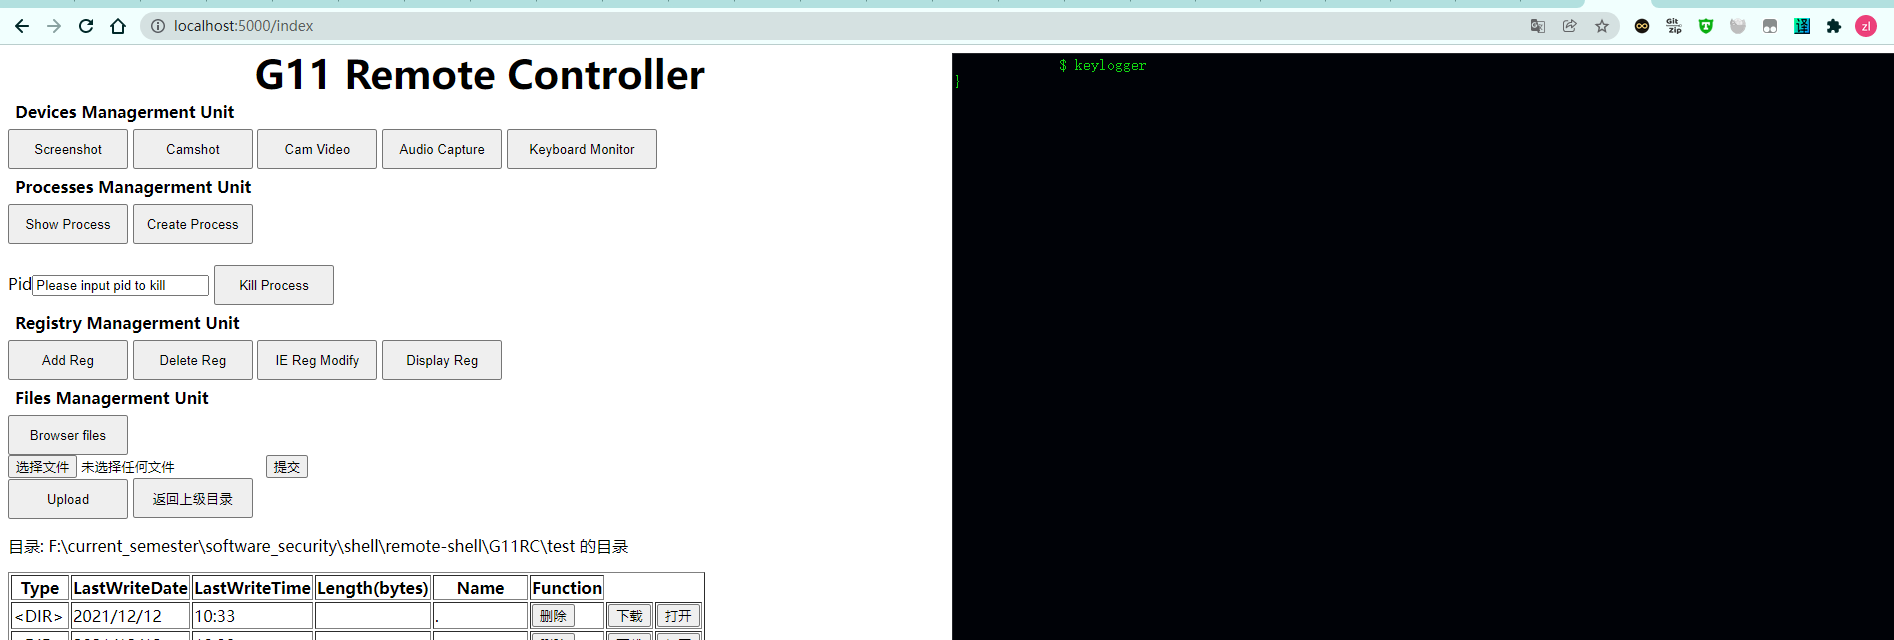 localhost:5000/index
Git
Zip
译
zl
G11 Remote Controller
Devices Managerment Unit
Screenshot Camshot Cam Video Audio Capture Keyboard Monitor
Processes Managerment Unit
Show Process Create Process
Pid Please input pid to kill Kill Process
Registry Managerment Unit
Add Reg Delete Reg IE Reg Modify Display Reg
Files Managerment Unit
Browser files
选择文件 未选择任何文件 提交
Upload 返回上级目录
目录: F:\current_semester\software_security\shell\remote-shell\G11RC\test 的目录
Type LastWriteDate LastWriteTime Length(bytes) Name Function
<DIR> 2021/12/12 10:33 . 删除 下载 打开
$ keylogger
}